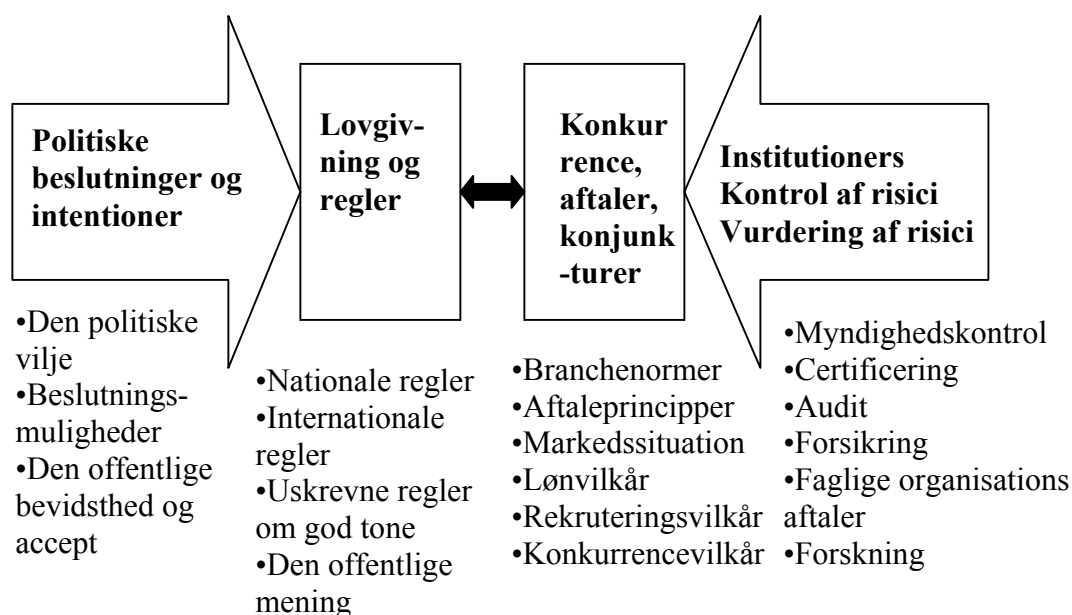 Politiske
beslutninger og
intentioner
Lovgiv-
ning og
regler
Konkur
rence,
aftaler,
konjunk
-turer
Institutioners
Kontrol af risici
Vurdering af risici
•Den politiske
vilje
•Beslutnings-
muligheder
•Den offentlige
bevidsthed og
accept
•Nationale regler
•Internationale
regler
•Uskrevne regler
om god tone
•Den offentlige
mening
•Branchenormer
•Aftaleprincipper
•Markedssituation
•Lønvilkår
•Rekruteringsvilkår
•Konkurrencevilkår
•Myndighedskontrol
•Certificering
•Audit
•Forsikring
•Faglige organisations
aftaler
•Forskning